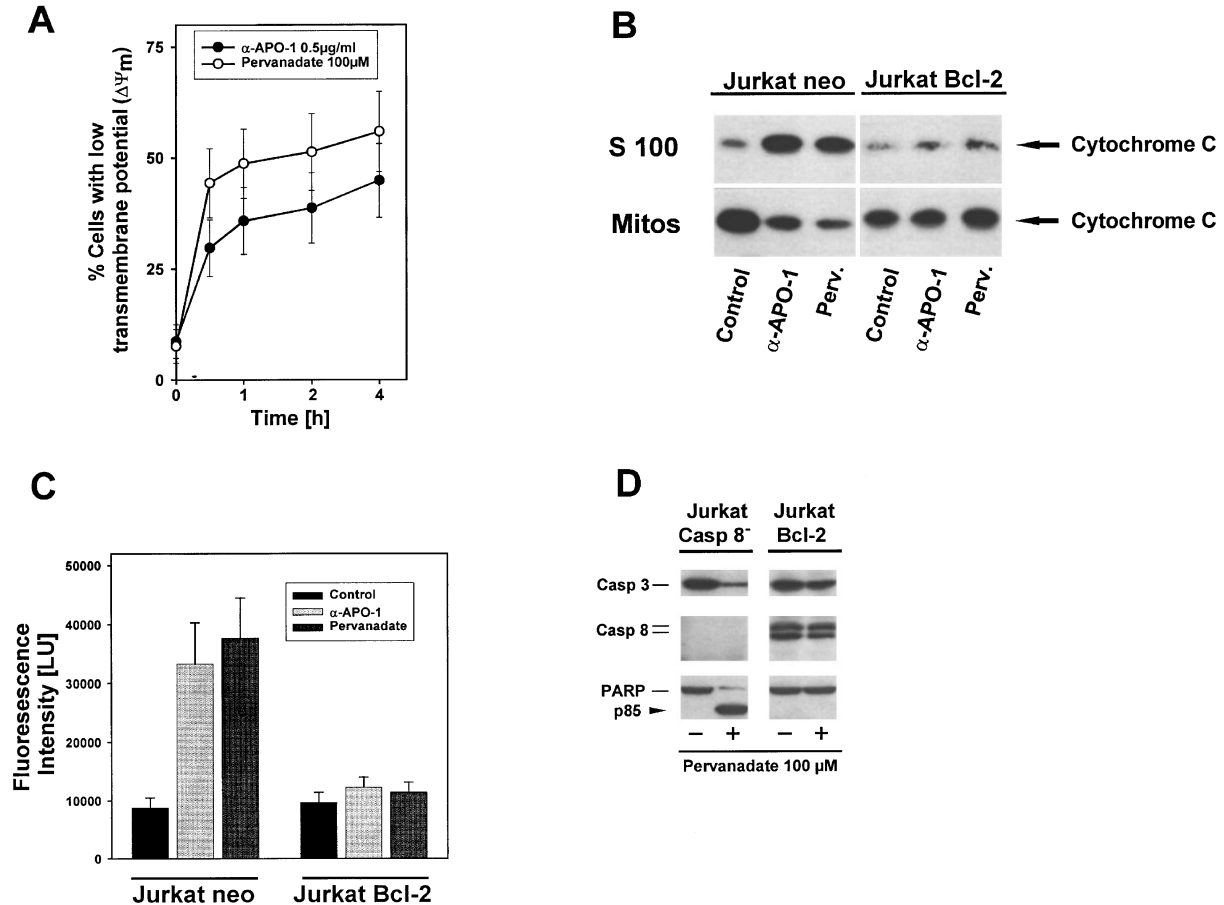 A
75
50
25
0
% Cells with low
transmembrane potential (ΔΨm)
α-APO-1 0.5µg/ml
Pervanadate 100µM
0 1 2 4
Time [h]
B
Jurkat neo Jurkat Bcl-2
S 100 Cytochrome C
Mitos Cytochrome C
Control α-APO-1 Perv. Control α-APO-1 Perv.
C
50000
40000
30000
20000
10000
0
Fluoresescence
Intensity [LU]
Control
α-APO-1
Pervanadate
Jurkat neo Jurkat Bcl-2
D
Jurkat Jurkat
Casp 8- Bcl-2
Casp 3
Casp 8
PARP
p85
− + − +
Pervanadate 100 µM